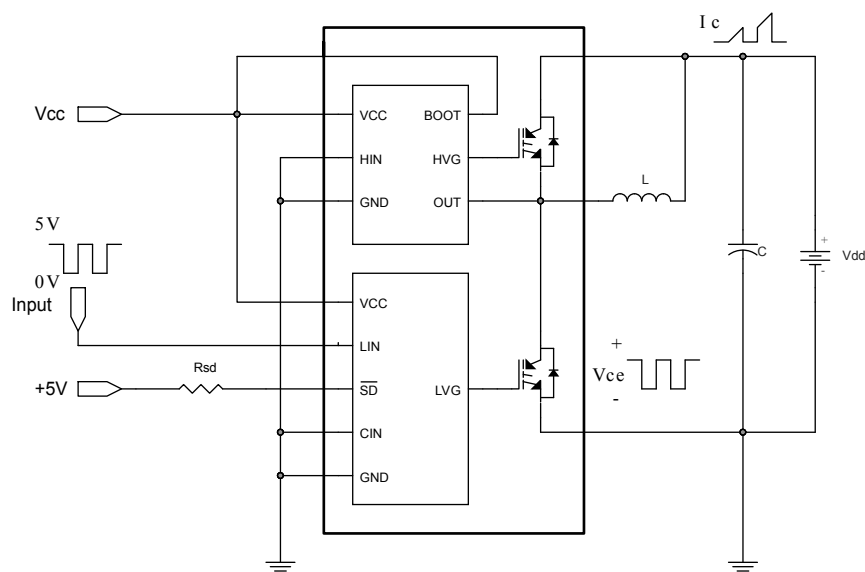 I c
Vcc
VCC
BOOT
HIN
HVG
L
GND
OUT
5V
+
C
Vdd
-
0V
Input
VCC
LIN
+
Vce
-
Rsd
+5V
SD
LVG
CIN
GND